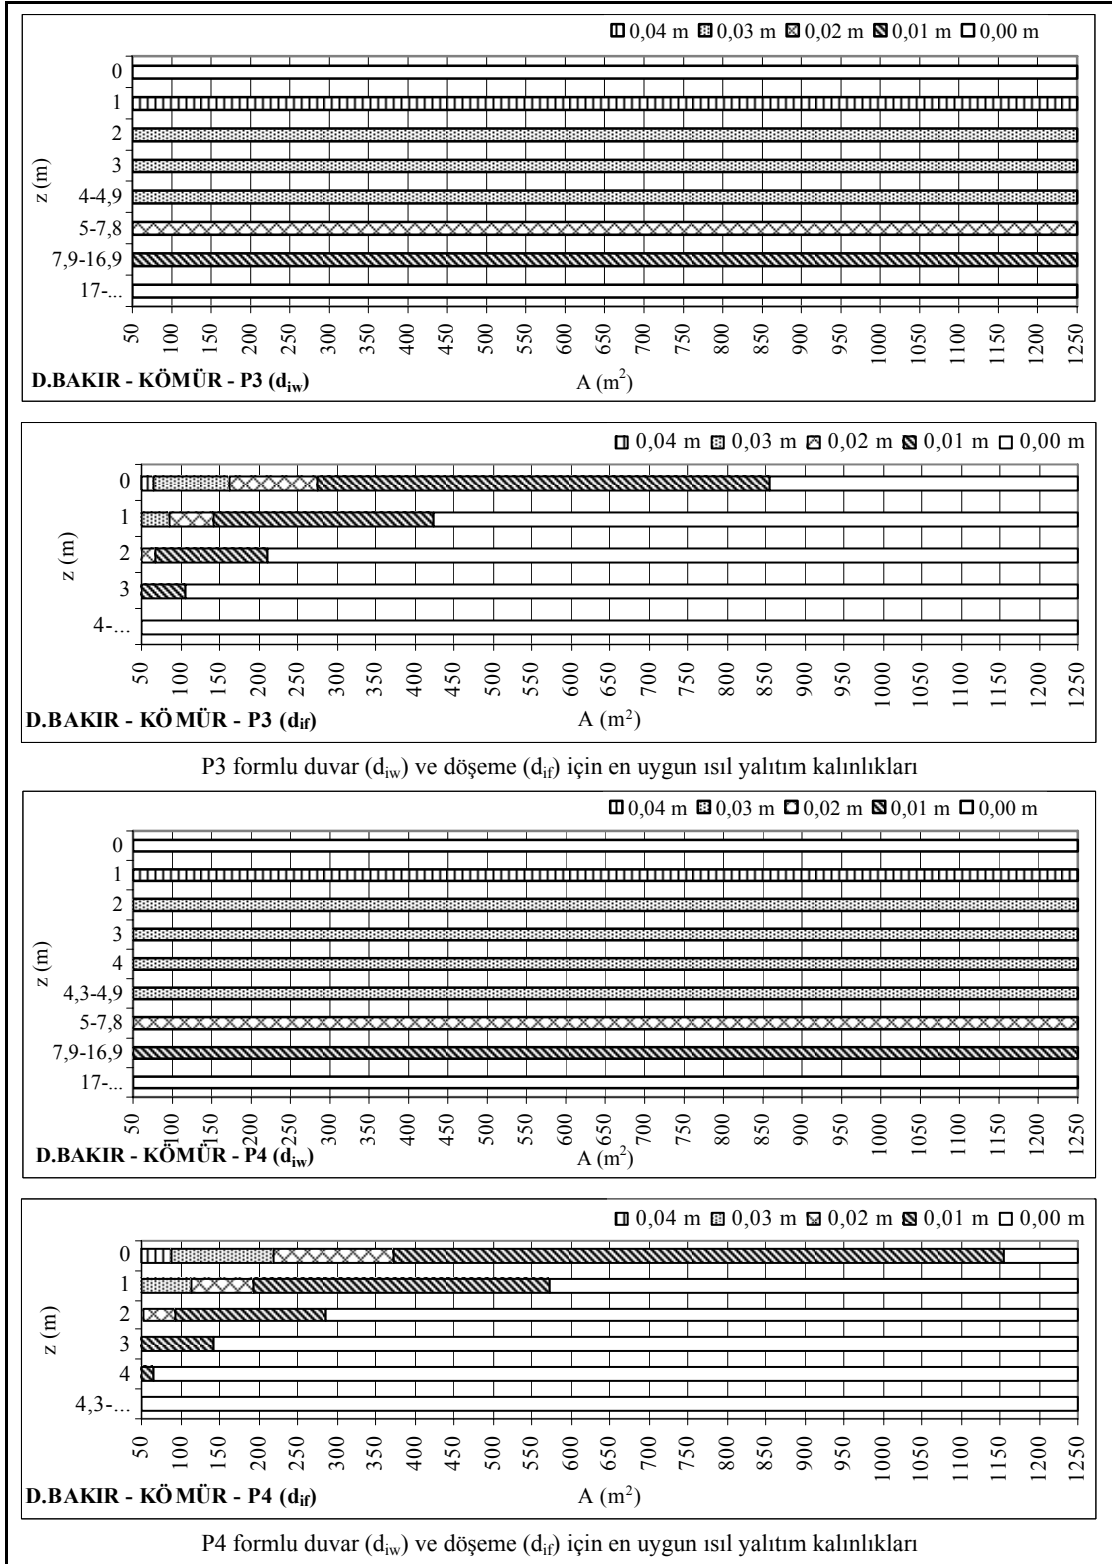 0,04 m 0,03 m 0,02 m 0,01 m 0,00 m
z (m)
0
1
2
3
4-4,9
5-7,8
7,9-16,9
17-...
50 100 150 200 250 300 350 400 450 500 550 600 650 700 750 800 850 900 950 1000 1050 1100 1150 1200 1250
D.BAKIR - KÖMÜR - P3 (diw) A (m²)
0,04 m 0,03 m 0,02 m 0,01 m 0,00 m
z (m)
0
1
2
3
4-...
50 100 150 200 250 300 350 400 450 500 550 600 650 700 750 800 850 900 950 1000 1050 1100 1150 1200 1250
D.BAKIR - KÖMÜR - P3 (dif) A (m²)
P3 formlu duvar (diw) ve döşeme (dif) için en uygun ısıl yalıtım kalınlıkları
0,04 m 0,03 m 0,02 m 0,01 m 0,00 m
z (m)
0
1
2
3
4
4,3-4,9
5-7,8
7,9-16,9
17-...
50 100 150 200 250 300 350 400 450 500 550 600 650 700 750 800 850 900 950 1000 1050 1100 1150 1200 1250
D.BAKIR - KÖMÜR - P4 (diw) A (m²)
0,04 m 0,03 m 0,02 m 0,01 m 0,00 m
z (m)
0
1
2
3
4
4,3-...
50 100 150 200 250 300 350 400 450 500 550 600 650 700 750 800 850 900 950 1000 1050 1100 1150 1200 1250
D.BAKIR - KÖMÜR - P4 (dif) A (m²)
P4 formlu duvar (diw) ve döşeme (dif) için en uygun ısıl yalıtım kalınlıkları